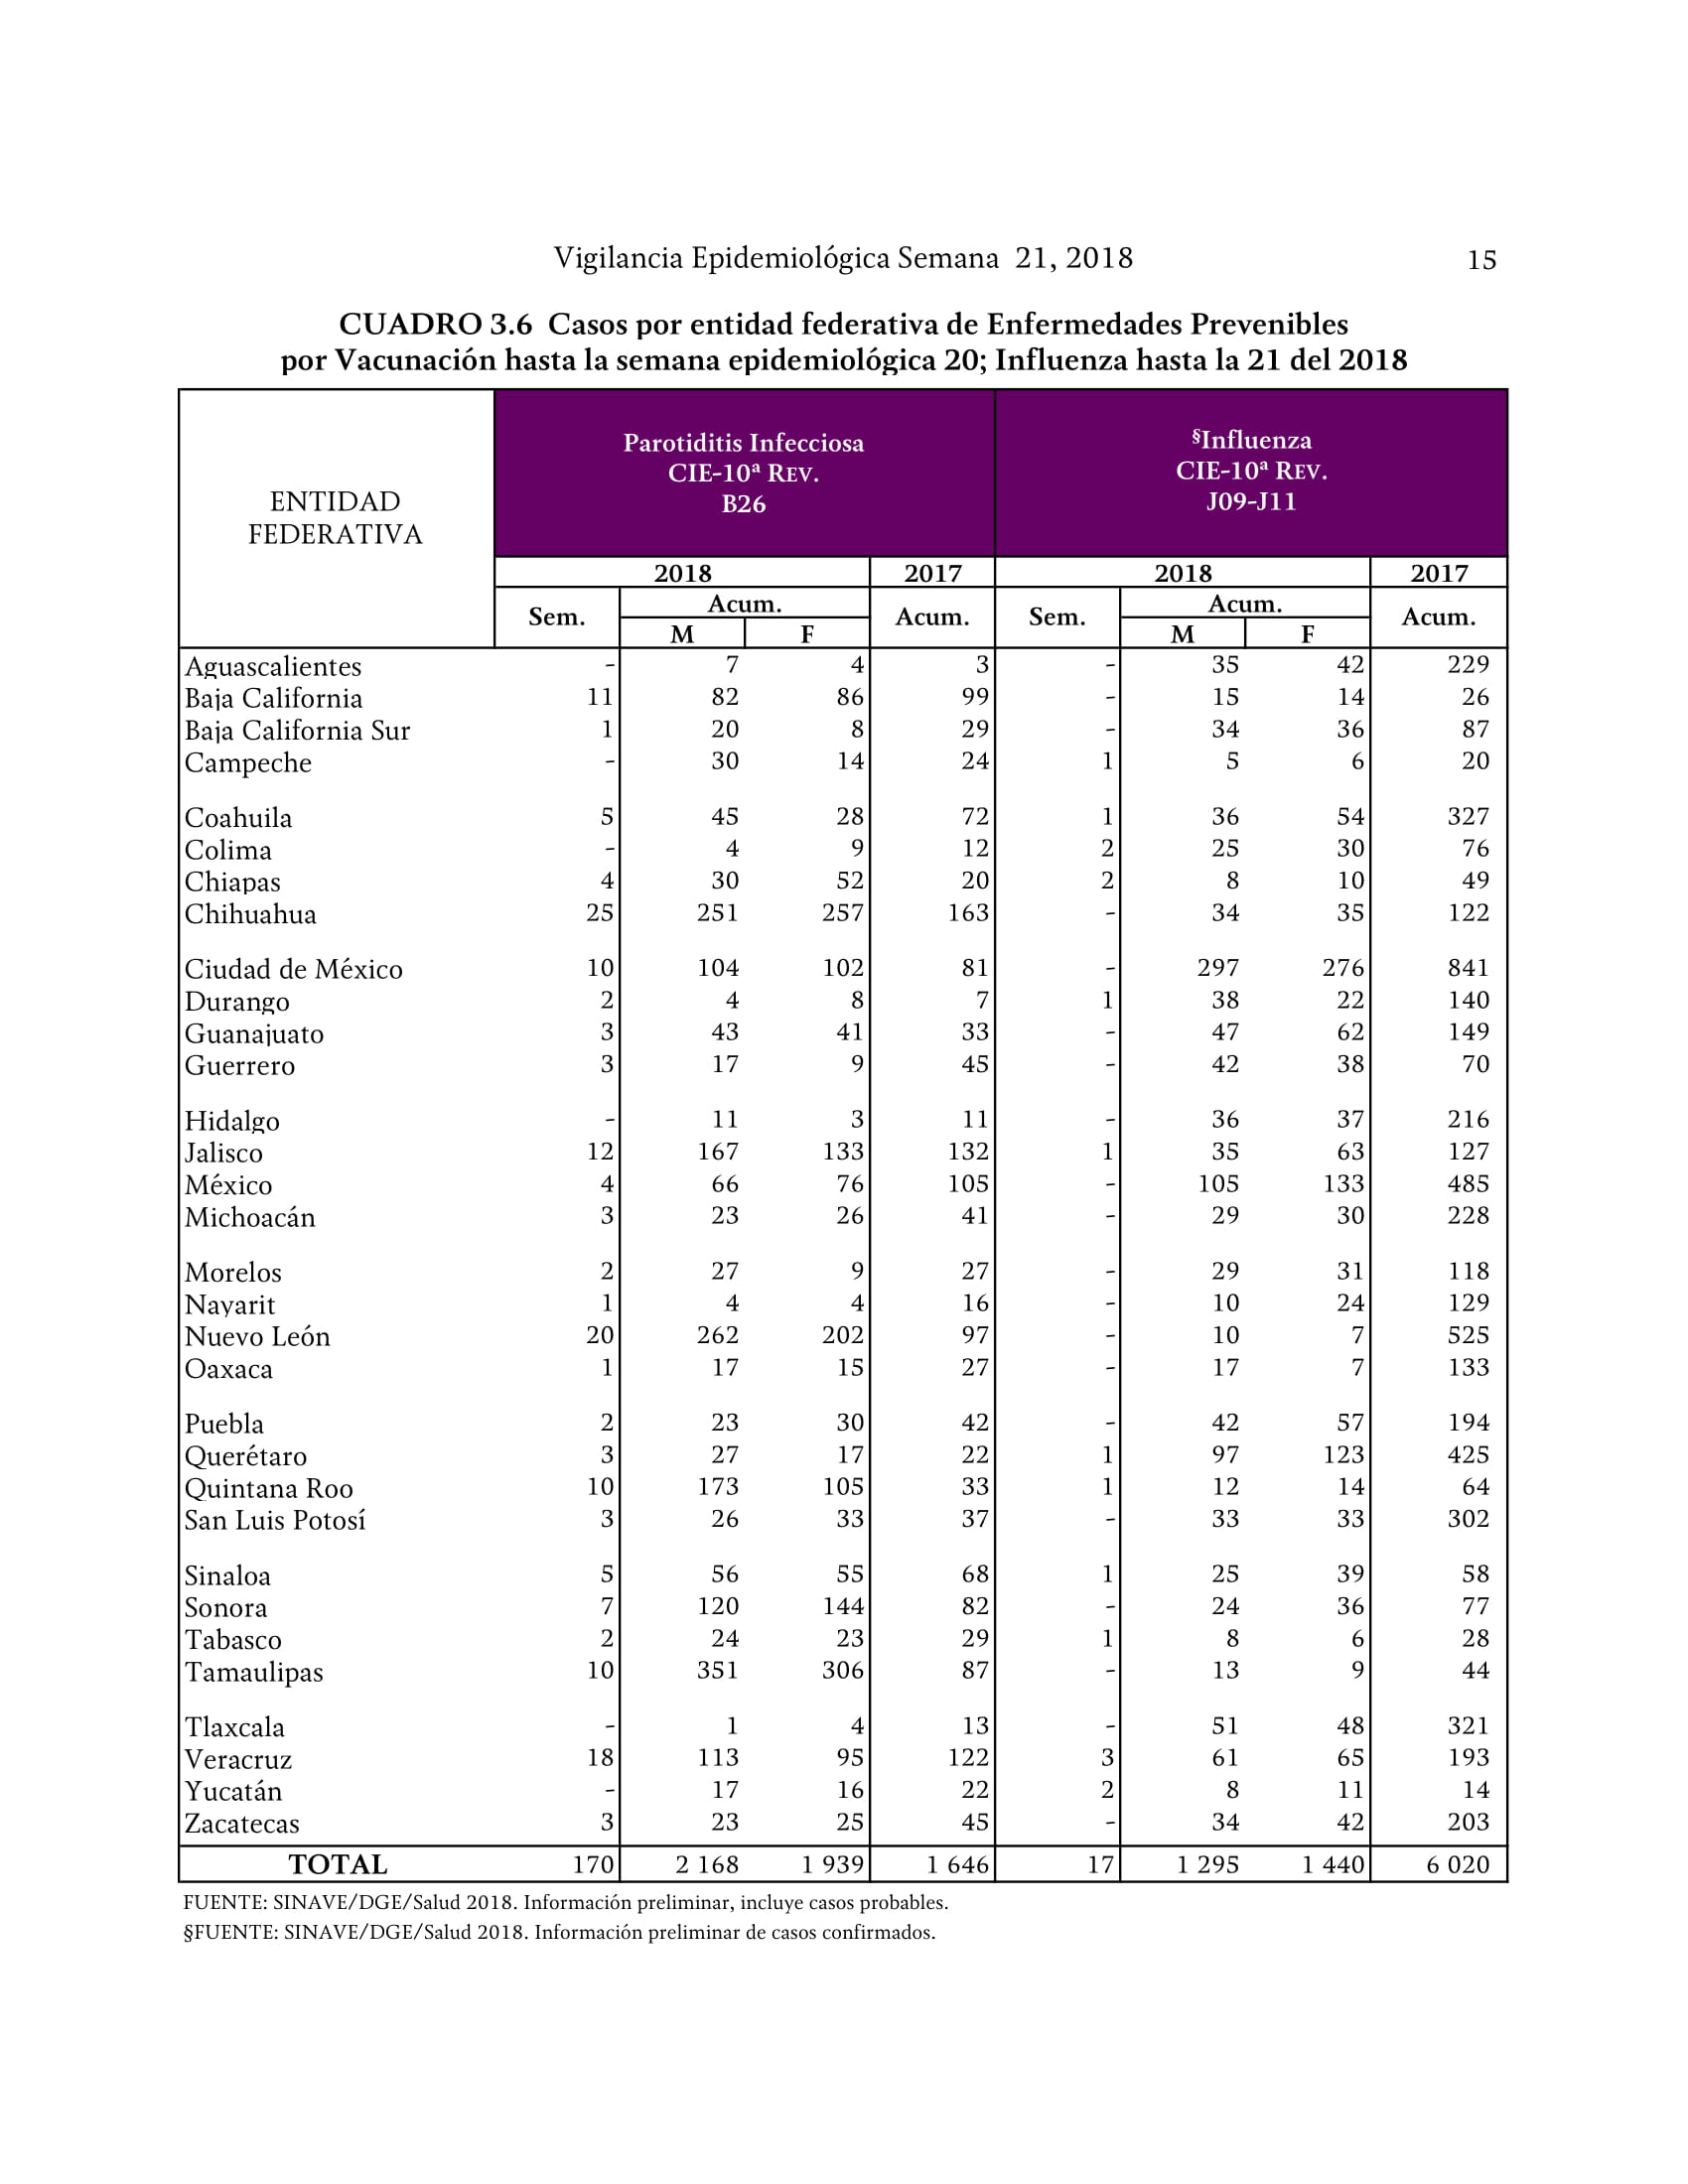 Vigilancia Epidemiológica Semana 21, 2018 15
CUADRO 3.6 Casos por entidad federativa de Enfermedades Prevenibles
por Vacunación hasta la semana epidemiológica 20; Influenza hasta la 21 del 2018
ENTIDAD
FEDERATIVA
Parotiditis Infecciosa
CIE-10ª REV.
B26
§Influenza
CIE-10ª REV.
J09-J11
2018 2017 2018 2017
Sem. Acum. Acum. Sem. Acum. Acum.
M F M F
Aguascalientes - 7 4 3 - 35 42 229
Baja California 11 82 86 99 - 15 14 26
Baja California Sur 1 20 8 29 - 34 36 87
Campeche - 30 14 24 1 5 6 20
Coahuila 5 45 28 72 1 36 54 327
Colima - 4 9 12 2 25 30 76
Chiapas 4 30 52 20 2 8 10 49
Chihuahua 25 251 257 163 - 34 35 122
Ciudad de México 10 104 102 81 - 297 276 841
Durango 2 4 8 7 1 38 22 140
Guanajuato 3 43 41 33 - 47 62 149
Guerrero 3 17 9 45 - 42 38 70
Hidalgo - 11 3 11 - 36 37 216
Jalisco 12 167 133 132 1 35 63 127
México 4 66 76 105 - 105 133 485
Michoacán 3 23 26 41 - 29 30 228
Morelos 2 27 9 27 - 29 31 118
Nayarit 1 4 4 16 - 10 24 129
Nuevo León 20 262 202 97 - 10 7 525
Oaxaca 1 17 15 27 - 17 7 133
Puebla 2 23 30 42 - 42 57 194
Querétaro 3 27 17 22 1 97 123 425
Quintana Roo 10 173 105 33 1 12 14 64
San Luis Potosí 3 26 33 37 - 33 33 302
Sinaloa 5 56 55 68 1 25 39 58
Sonora 7 120 144 82 - 24 36 77
Tabasco 2 24 23 29 1 8 6 28
Tamaulipas 10 351 306 87 - 13 9 44
Tlaxcala - 1 4 13 - 51 48 321
Veracruz 18 113 95 122 3 61 65 193
Yucatán - 17 16 22 2 8 11 14
Zacatecas 3 23 25 45 - 34 42 203
TOTAL 170 2 168 1 939 1 646 17 1 295 1 440 6 020
FUENTE: SINAVE/DGE/Salud 2018. Información preliminar, incluye casos probables.
§FUENTE: SINAVE/DGE/Salud 2018. Información preliminar de casos confirmados.